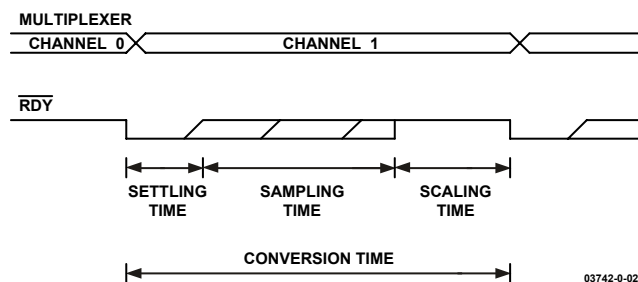 MULTIPLEXER
CHANNEL 0 CHANNEL 1
RDY
SETTLING TIME
SAMPLING TIME
SCALING TIME
CONVERSION TIME
03742-0-02